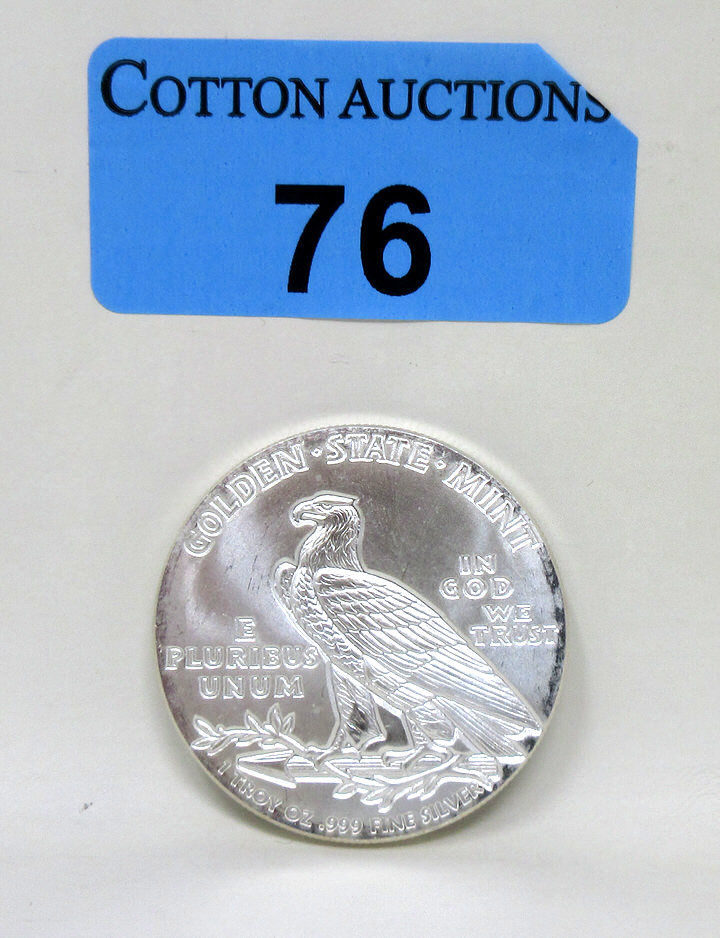 COTTON AUCTIONS
76
GOLDEN · STATE · MINT
IN
GOD
WE
TRUST
E
PLURIBUS
UNUM
1 TROY OZ .999 FINE SILVER